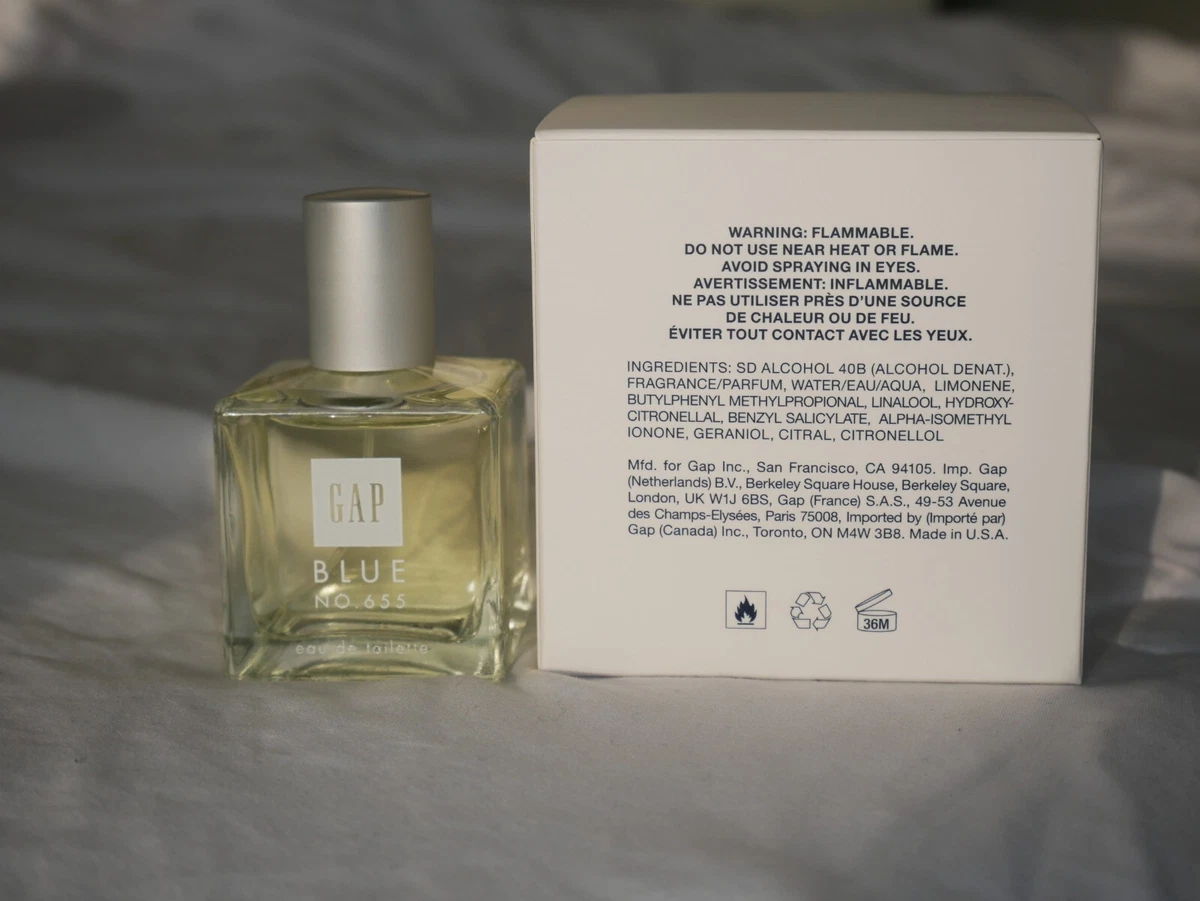 GAP
BLUE
NO.655
eau de toilette
WARNING: FLAMMABLE.
DO NOT USE NEAR HEAT OR FLAME.
AVOID SPRAYING IN EYES.
AVERTISSEMENT: INFLAMMABLE.
NE PAS UTILISER PRÈS D'UNE SOURCE
DE CHALEUR OU DE FEU.
ÉVITER TOUT CONTACT AVEC LES YEUX.
INGREDIENTS: SD ALCOHOL 40B (ALCOHOL DENAT.),
FRAGRANCE/PARFUM, WATER/EAU/AQUA, LIMONENE,
BUTYLPHENYL METHYLPROPIONAL, LINALOOL, HYDROXY-
CITRONELLAL, BENZYL SALICYLATE, ALPHA-ISOMETHYL
IONONE, GERANIOL, CITRAL, CITRONELLOL
Mfd. for Gap Inc., San Francisco, CA 94105. Imp. Gap
(Netherlands) B.V., Berkeley Square House, Berkeley Square,
London, UK W1J 6BS, Gap (France) S.A.S., 49-53 Avenue
des Champs-Elysées, Paris 75008, Imported by (Importé par)
Gap (Canada) Inc., Toronto, ON M4W 3B8. Made in U.S.A.
36M